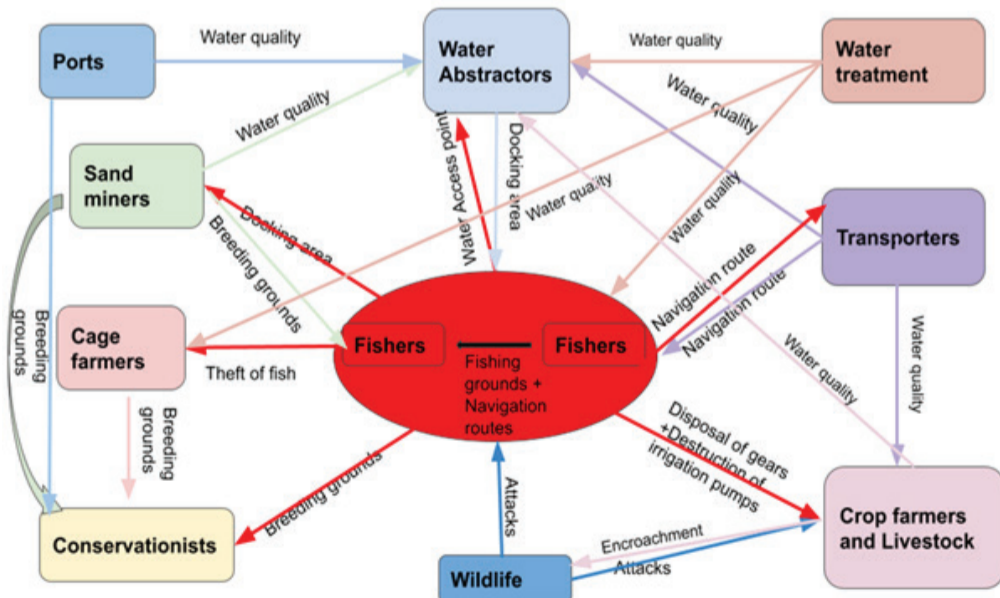 Ports
Water quality
Water
Abstractors
Water quality
Water
treatment
Water quality
Water quality
Sand
miners
Docking area
Breeding grounds
Water Access point
Docking area
Water quality
Water quality
Transporters
Navigation route
Navigation route
Breeding
grounds
Cage
farmers
Theft of fish
Fishers
Fishers
Fishing
grounds +
Navigation
routes
Water quality
Water quality
Breeding
grounds
Breeding grounds
Attacks
Disposal of gears
+Destruction of
irrigation pumps
Conservationists
Wildlife
Encroachment
Attacks
Crop farmers
and Livestock